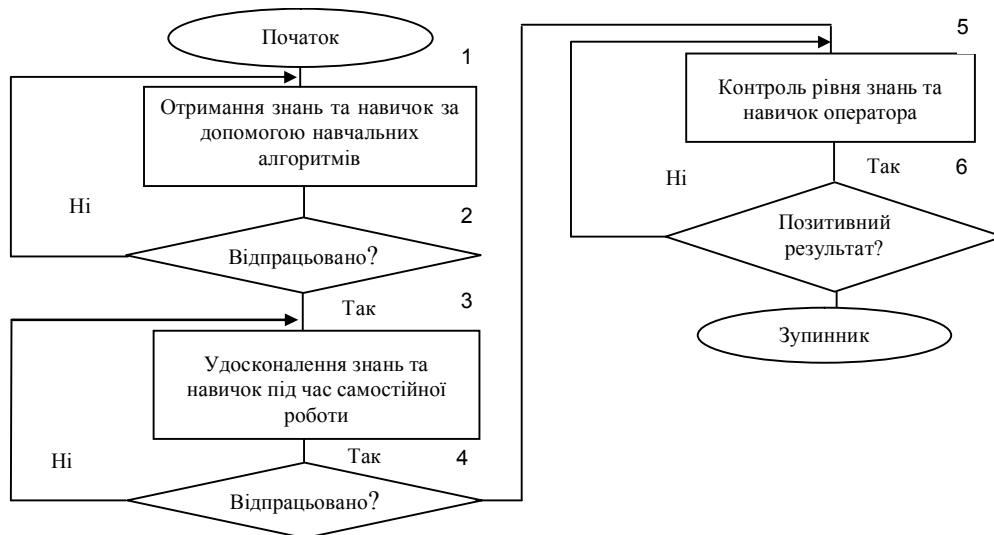 Початок
1
Отримання знань та навичок за
допомогою навчальних
алгоритмів
Ні
2
Відпрацьовано?
Так
3
Удосконалення знань та
навичок під час самостійної
роботи
Ні
Так
4
Відпрацьовано?
5
Контроль рівня знань та
навичок оператора
Так
6
Ні
Позитивний
результат?
Зупинник